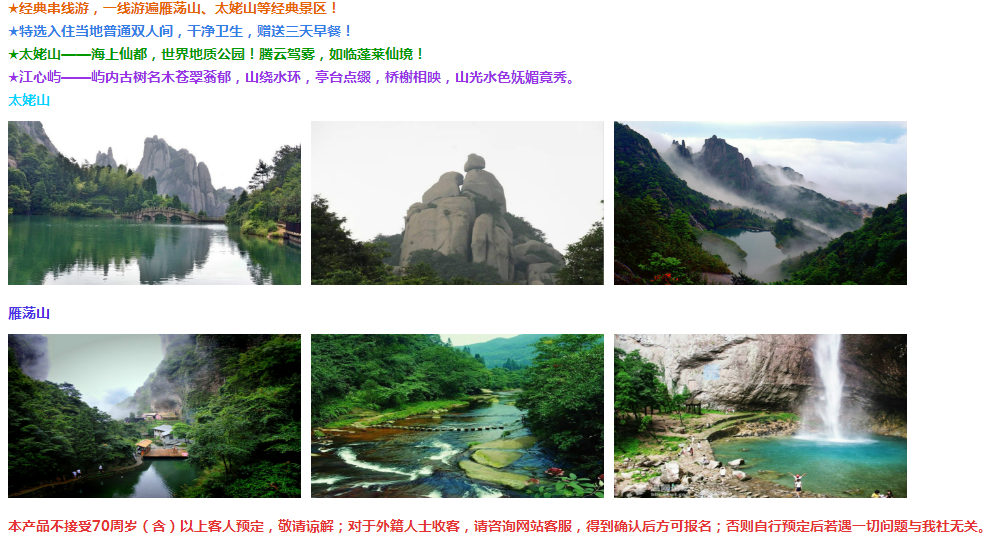 ★经典串线游，一线游遍雁荡山、太姥山等经典景区！
★特选入住当地普通双人间，干净卫生，赠送三天早餐！
★太姥山——海上仙都，世界地质公园！腾云驾雾，如临蓬莱仙境！
★江心屿——屿内古树名木苍翠蓊郁，山绕水环，亭台点缀，桥榭相映，山光水色妩媚竟秀。
太姥山
雁荡山
本产品不接受70周岁（含）以上客人预定，敬请谅解；对于外籍人士收客，请咨询网站客服，得到确认后方可报名；否则自行预定后若遇一切问题与我社无关。